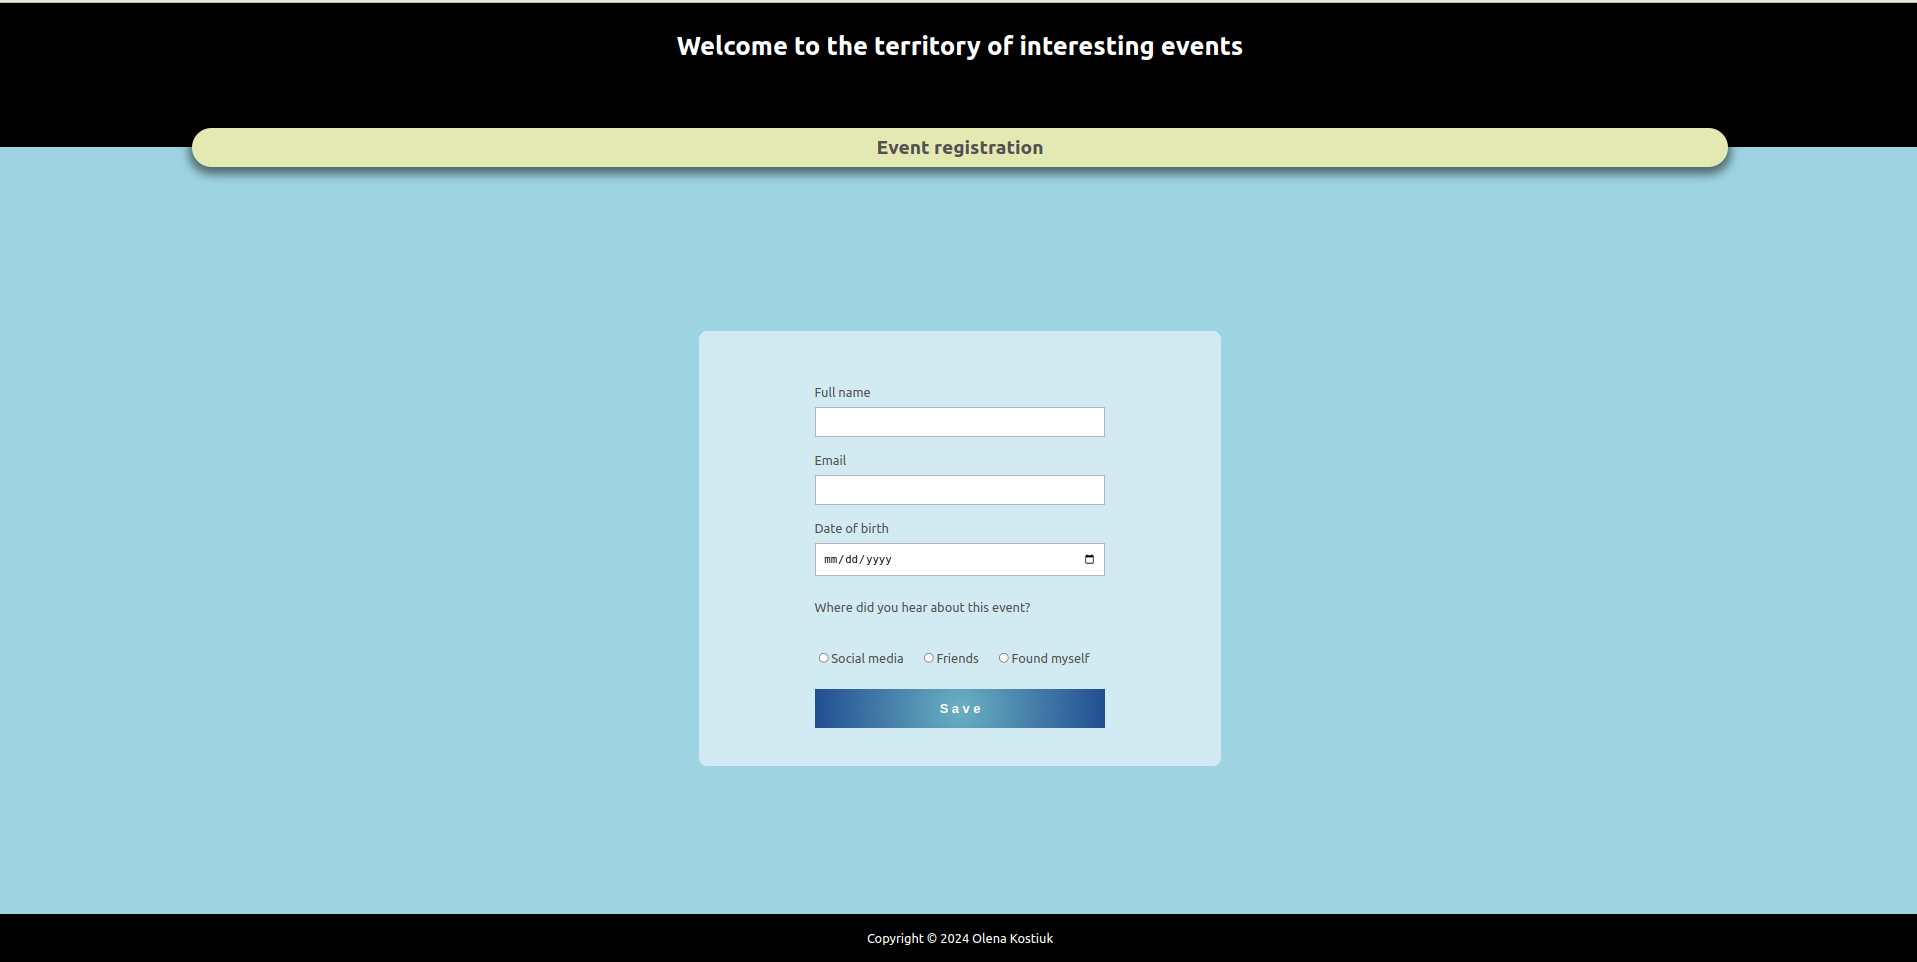 Welcome to the territory of interesting events
Event registration
Full name
Email
Date of birth
mm/dd/yyyy
Where did you hear about this event?
Social media Friends Found myself
Save
Copyright © 2024 Olena Kostiuk